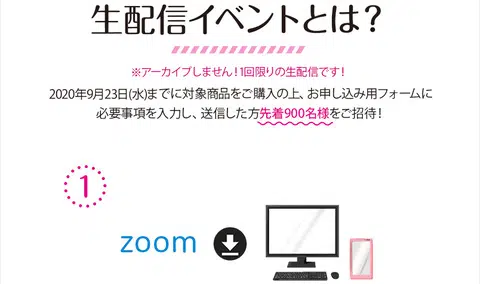 生配信イベントとは?
※アーカイブしません!1回限りの生配信です!
2020年9月23日(水)までに対象商品をご購入の上、お申し込み用フォームに
必要事項を入力し、送信した方先着900名様をご招待!
1
zoom